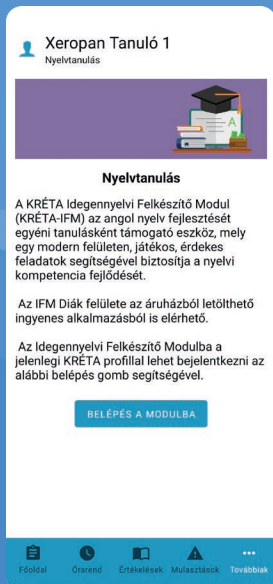 Xeropan Tanuló 1
Nyelvtanulás
A
Nyelvtanulás
A KRÉTA Idegennyelvi Felkészítő Modul
(KRÉTA-IFM) az angol nyelv fejlesztését
egyéni tanulásként támogató eszköz, mely
egy modern felületen, játékos, érdekes
feladatok segítségével biztosítja a nyelvi
kompetencia fejlődését.
Az IFM Diák felülete az áruházból letölthető
ingyenes alkalmazásból is elérhető.
Az Idegennyelvi Felkészítő Modulba a
jelenlegi KRÉTA profillal lehet bejelentkezni az
alábbi belépés gomb segítségével.
BELÉPÉS A MODULBA
Főoldal Órarend Értékelések Mulasztások Továbbiak